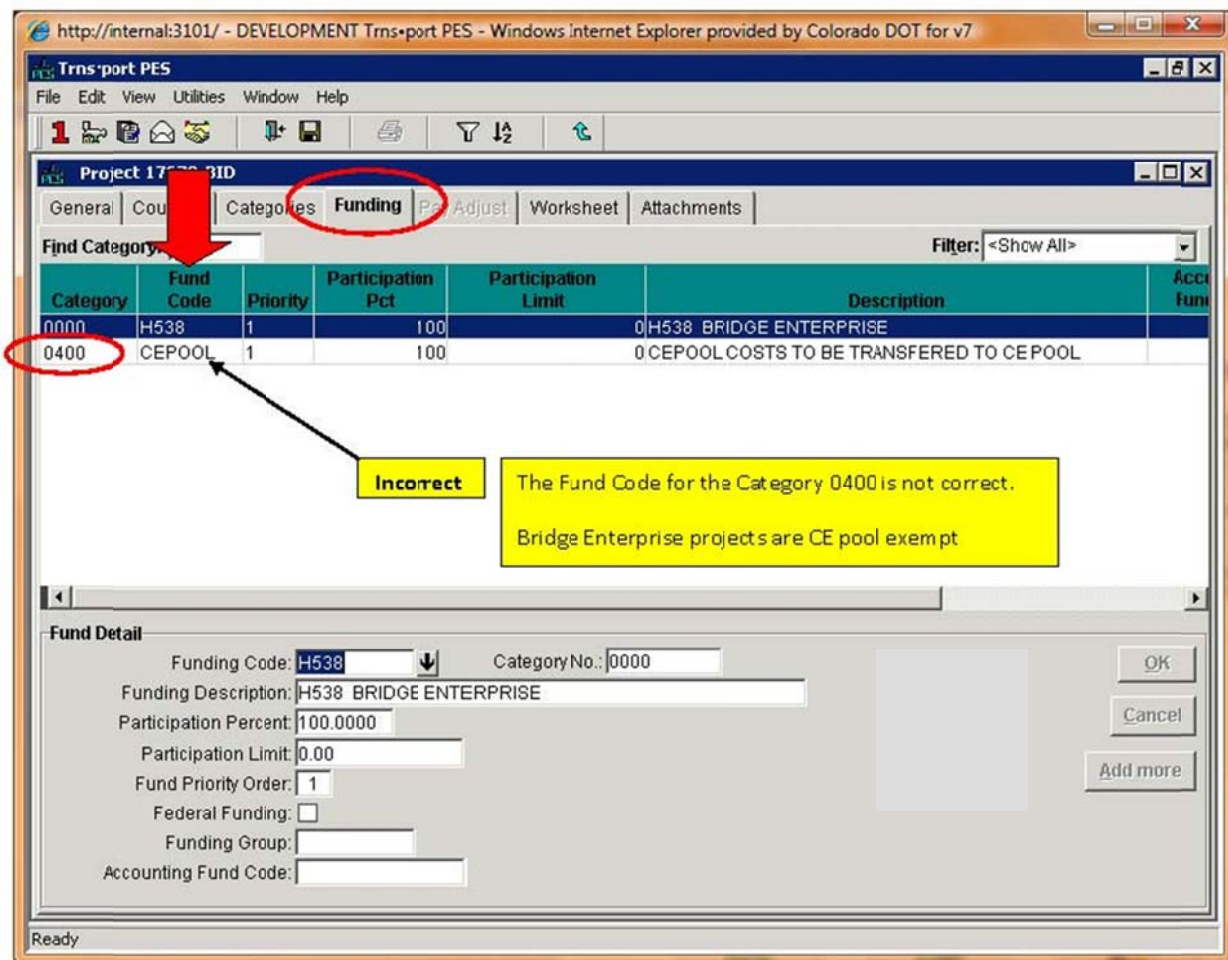 http://internal:3101/ - DEVELOPMENT Trns•port PES - Windows Internet Explorer provided by Colorado DOT for v7
Trns•port PES
File Edit View Utilities Window Help
Project BID
General Categories Funding Adjust Worksheet Attachments
Find Category: Filter: <Show All>
Category Fund Code Priority Participation Pct Participation Limit Description
0000 H538 1 100 0 H538 BRIDGE ENTERPRISE
0400 CEPOOL 1 100 0 CEPOOL COSTS TO BE TRANSFERED TO CE POOL
Incorrect
The Fund Code for the Category 0400 is not correct.
Bridge Enterprise projects are CE pool exempt
Fund Detail
Funding Code: H538 Category No.: 0000
Funding Description: H538 BRIDGE ENTERPRISE
Participation Percent: 100.0000
Participation Limit: 0.00
Fund Priority Order: 1
Federal Funding:
Funding Group:
Accounting Fund Code:
OK
Cancel
Add more
Ready